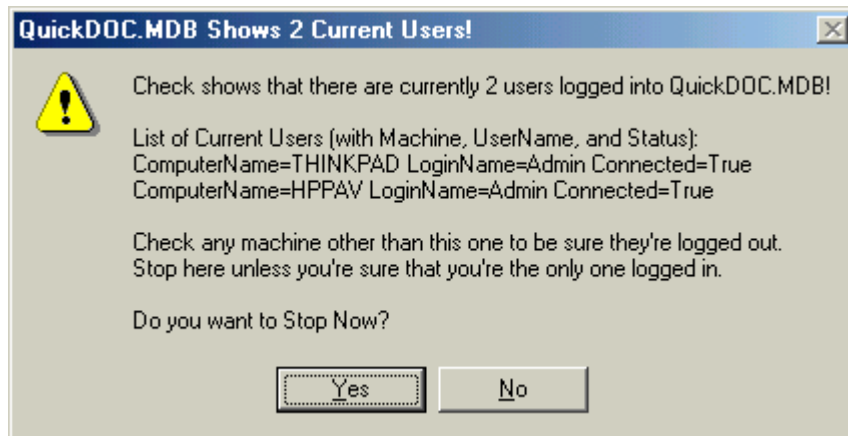 QuickDOC.MDB Shows 2 Current Users!
Check shows that there are currently 2 users logged into QuickDOC.MDB!
List of Current Users (with Machine, UserName, and Status):
ComputerName=THINKPAD LoginName=Admin Connected=True
ComputerName=HPPAV LoginName=Admin Connected=True
Check any machine other than this one to be sure they're logged out.
Stop here unless you're sure that you're the only one logged in.
Do you want to Stop Now?
Yes No